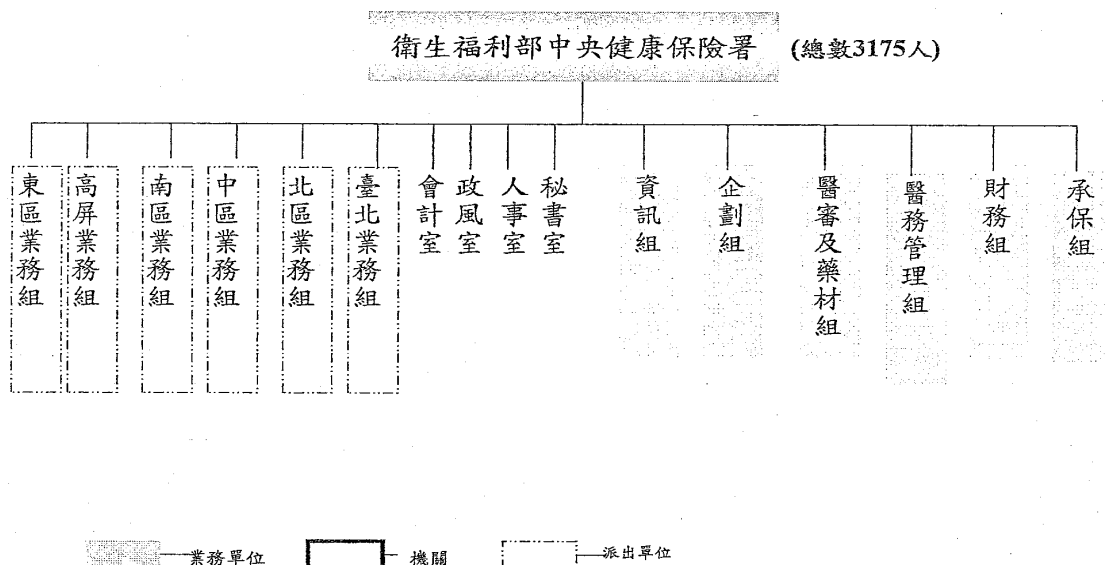 衛生福利部中央健康保險署 (總數3175人)
東區業務組
高屏業務組
南區業務組
中區業務組
北區業務組
臺北業務組
會計室
政風室
人事室
秘書室
資訊組
企劃組
醫審及藥材組
醫務管理組
財務組
承保組
業務單位
機關
派出單位